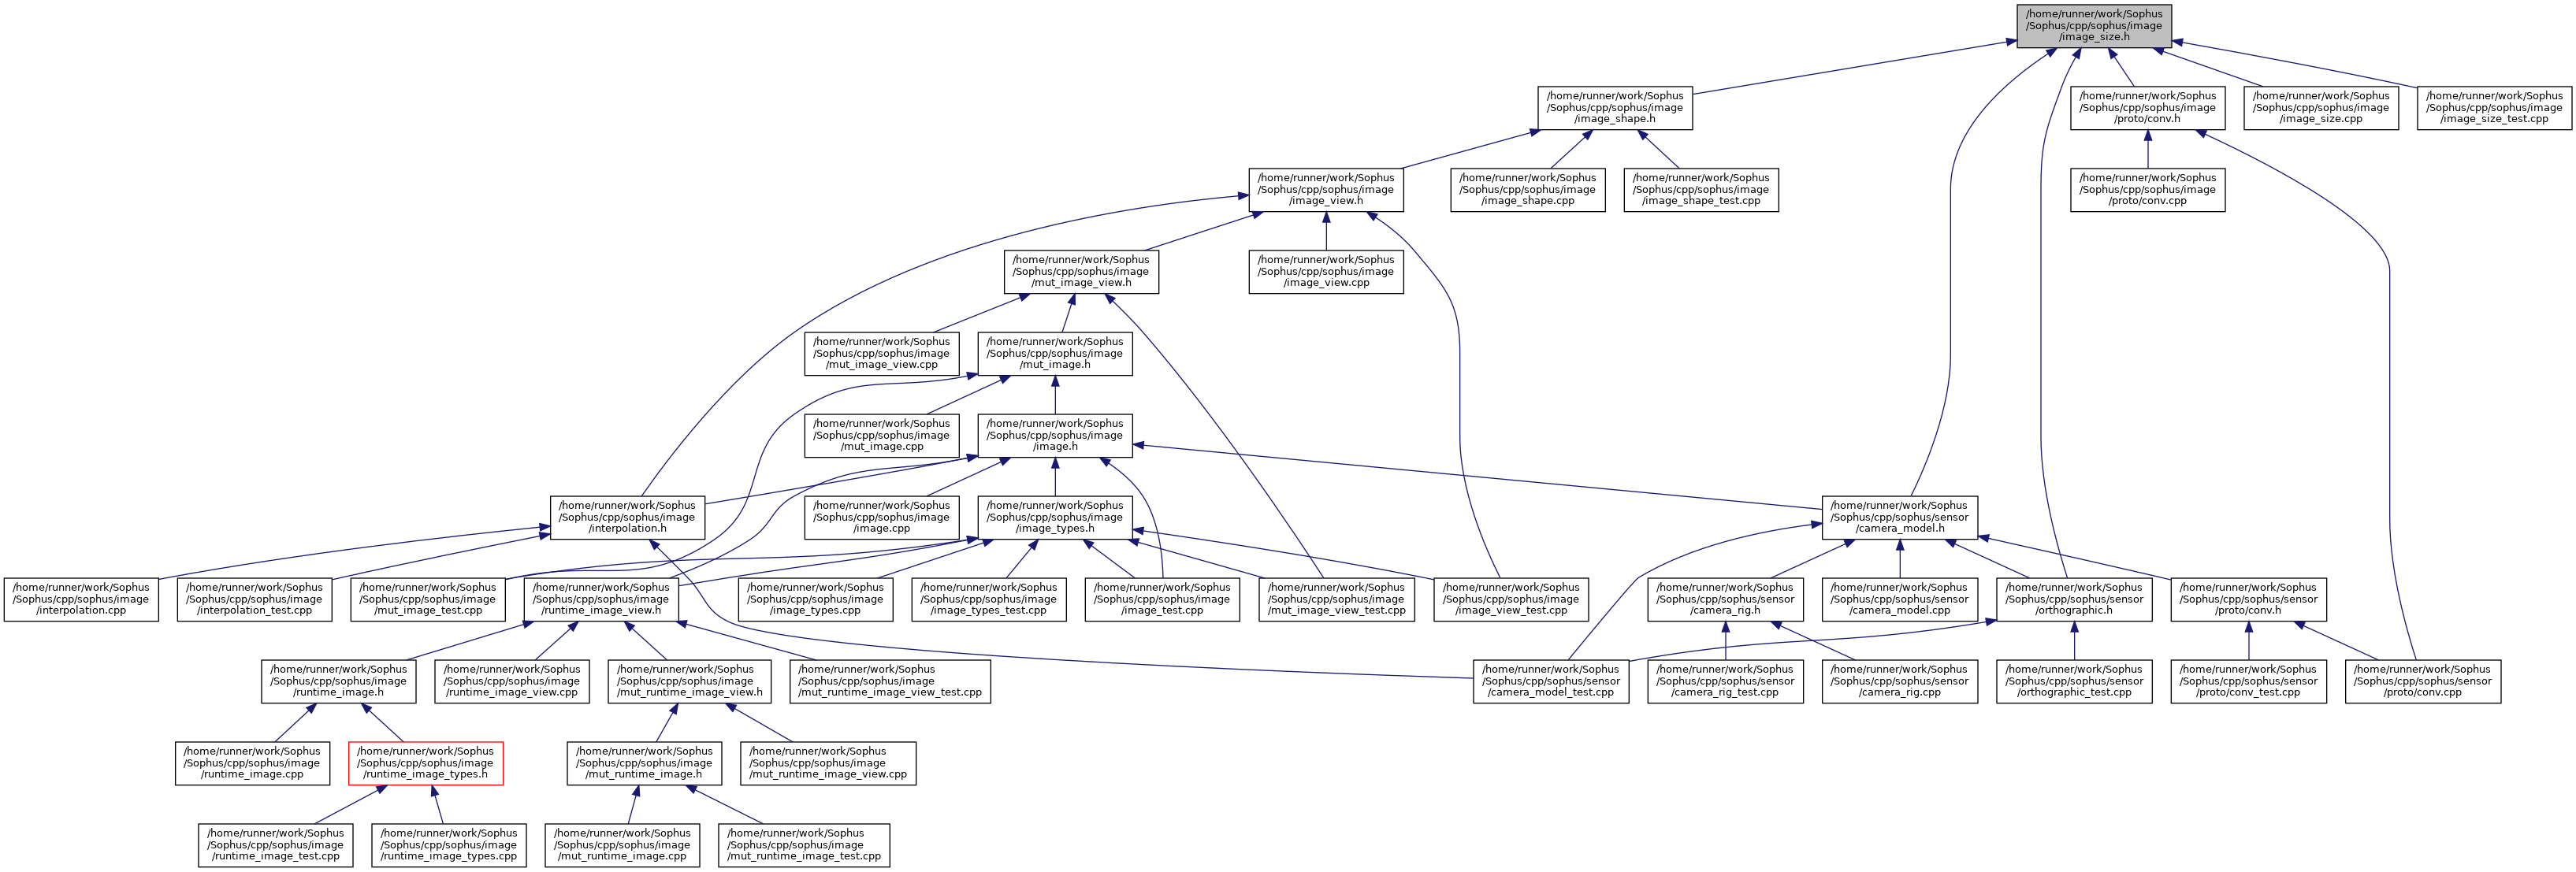 /home/runner/work/Sophus
/Sophus/cpp/sophus/image
/image_size.h
/home/runner/work/Sophus
/Sophus/cpp/sophus/image
/image_shape.h
/home/runner/work/Sophus
/Sophus/cpp/sophus/image
/proto/conv.h
/home/runner/work/Sophus
/Sophus/cpp/sophus/image
/image_size.cpp
/home/runner/work/Sophus
/Sophus/cpp/sophus/image
/image_size_test.cpp
/home/runner/work/Sophus
/Sophus/cpp/sophus/image
/image_view.h
/home/runner/work/Sophus
/Sophus/cpp/sophus/image
/image_shape.cpp
/home/runner/work/Sophus
/Sophus/cpp/sophus/image
/image_shape_test.cpp
/home/runner/work/Sophus
/Sophus/cpp/sophus/image
/proto/conv.cpp
/home/runner/work/Sophus
/Sophus/cpp/sophus/image
/mut_image_view.h
/home/runner/work/Sophus
/Sophus/cpp/sophus/image
/image_view.cpp
/home/runner/work/Sophus
/Sophus/cpp/sophus/image
/mut_image_view.cpp
/home/runner/work/Sophus
/Sophus/cpp/sophus/image
/mut_image.h
/home/runner/work/Sophus
/Sophus/cpp/sophus/image
/mut_image.cpp
/home/runner/work/Sophus
/Sophus/cpp/sophus/image
/image.h
/home/runner/work/Sophus
/Sophus/cpp/sophus/image
/interpolation.h
/home/runner/work/Sophus
/Sophus/cpp/sophus/image
/image.cpp
/home/runner/work/Sophus
/Sophus/cpp/sophus/image
/image_types.h
/home/runner/work/Sophus
/Sophus/cpp/sophus/sensor
/camera_model.h
/home/runner/work/Sophus
/Sophus/cpp/sophus/image
/interpolation.cpp
/home/runner/work/Sophus
/Sophus/cpp/sophus/image
/interpolation_test.cpp
/home/runner/work/Sophus
/Sophus/cpp/sophus/image
/mut_image_test.cpp
/home/runner/work/Sophus
/Sophus/cpp/sophus/image
/runtime_image_view.h
/home/runner/work/Sophus
/Sophus/cpp/sophus/image
/image_types.cpp
/home/runner/work/Sophus
/Sophus/cpp/sophus/image
/image_types_test.cpp
/home/runner/work/Sophus
/Sophus/cpp/sophus/image
/image_test.cpp
/home/runner/work/Sophus
/Sophus/cpp/sophus/image
/mut_image_view_test.cpp
/home/runner/work/Sophus
/Sophus/cpp/sophus/image
/image_view_test.cpp
/home/runner/work/Sophus
/Sophus/cpp/sophus/sensor
/camera_rig.h
/home/runner/work/Sophus
/Sophus/cpp/sophus/sensor
/camera_model.cpp
/home/runner/work/Sophus
/Sophus/cpp/sophus/sensor
/orthographic.h
/home/runner/work/Sophus
/Sophus/cpp/sophus/sensor
/proto/conv.h
/home/runner/work/Sophus
/Sophus/cpp/sophus/image
/runtime_image.h
/home/runner/work/Sophus
/Sophus/cpp/sophus/image
/runtime_image_view.cpp
/home/runner/work/Sophus
/Sophus/cpp/sophus/image
/mut_runtime_image_view.h
/home/runner/work/Sophus
/Sophus/cpp/sophus/image
/mut_runtime_image_view_test.cpp
/home/runner/work/Sophus
/Sophus/cpp/sophus/sensor
/camera_model_test.cpp
/home/runner/work/Sophus
/Sophus/cpp/sophus/sensor
/camera_rig_test.cpp
/home/runner/work/Sophus
/Sophus/cpp/sophus/sensor
/camera_rig.cpp
/home/runner/work/Sophus
/Sophus/cpp/sophus/sensor
/orthographic_test.cpp
/home/runner/work/Sophus
/Sophus/cpp/sophus/sensor
/proto/conv_test.cpp
/home/runner/work/Sophus
/Sophus/cpp/sophus/sensor
/proto/conv.cpp
/home/runner/work/Sophus
/Sophus/cpp/sophus/image
/runtime_image.cpp
/home/runner/work/Sophus
/Sophus/cpp/sophus/image
/runtime_image_types.h
/home/runner/work/Sophus
/Sophus/cpp/sophus/image
/mut_runtime_image.h
/home/runner/work/Sophus
/Sophus/cpp/sophus/image
/mut_runtime_image_view.cpp
/home/runner/work/Sophus
/Sophus/cpp/sophus/image
/runtime_image_test.cpp
/home/runner/work/Sophus
/Sophus/cpp/sophus/image
/runtime_image_types.cpp
/home/runner/work/Sophus
/Sophus/cpp/sophus/image
/mut_runtime_image.cpp
/home/runner/work/Sophus
/Sophus/cpp/sophus/image
/mut_runtime_image_test.cpp